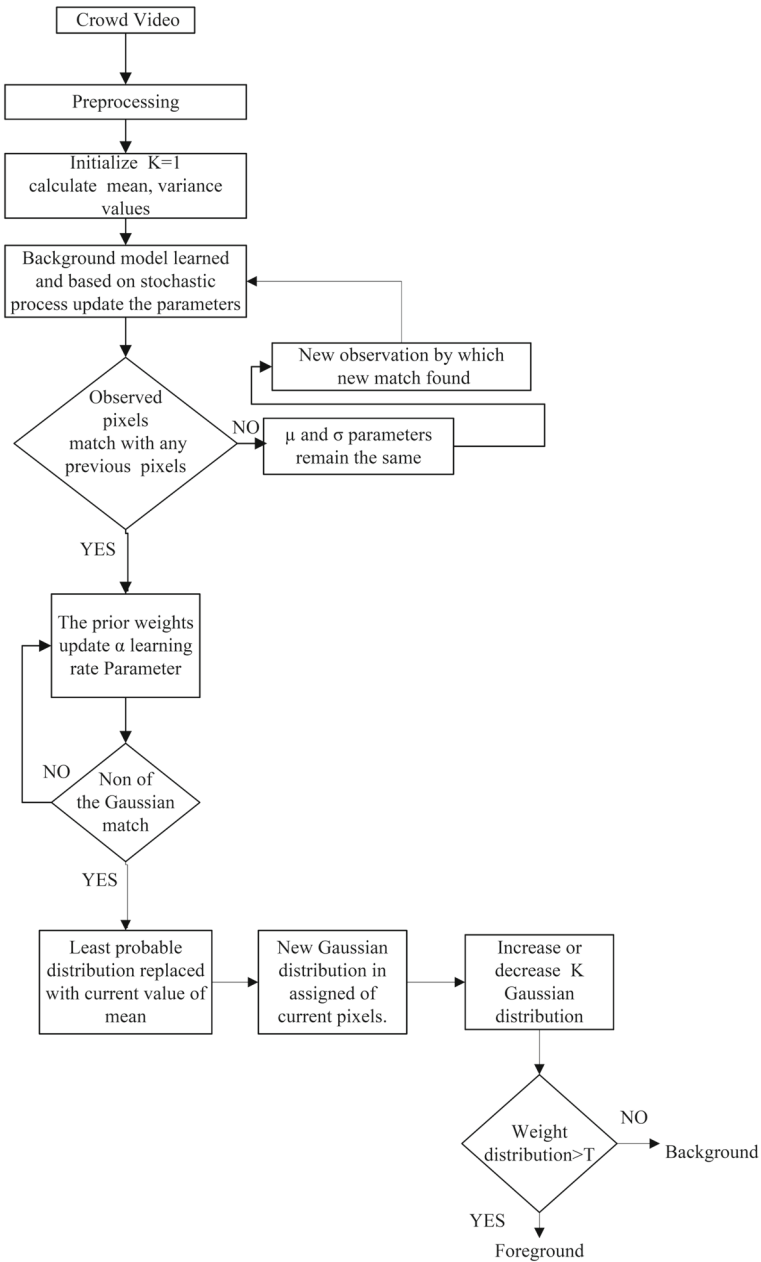 Crowd Video
Preprocessing
Initialize K=1
calculate mean, variance
values
Background model learned
and based on stochastic
process update the parameters
New observation by which
new match found
Observed
pixels
match with any
previous pixels
NO
μ and σ parameters
remain the same
YES
The prior weights
update α learning
rate Parameter
NO
Non of
the Gaussian
match
YES
Least probable
distribution replaced
with current value of
mean
New Gaussian
distribution in
assigned of
current pixels.
Increase or
decrease K
Gaussian
distribution
Weight
distribution>T
NO
Background
YES
Foreground